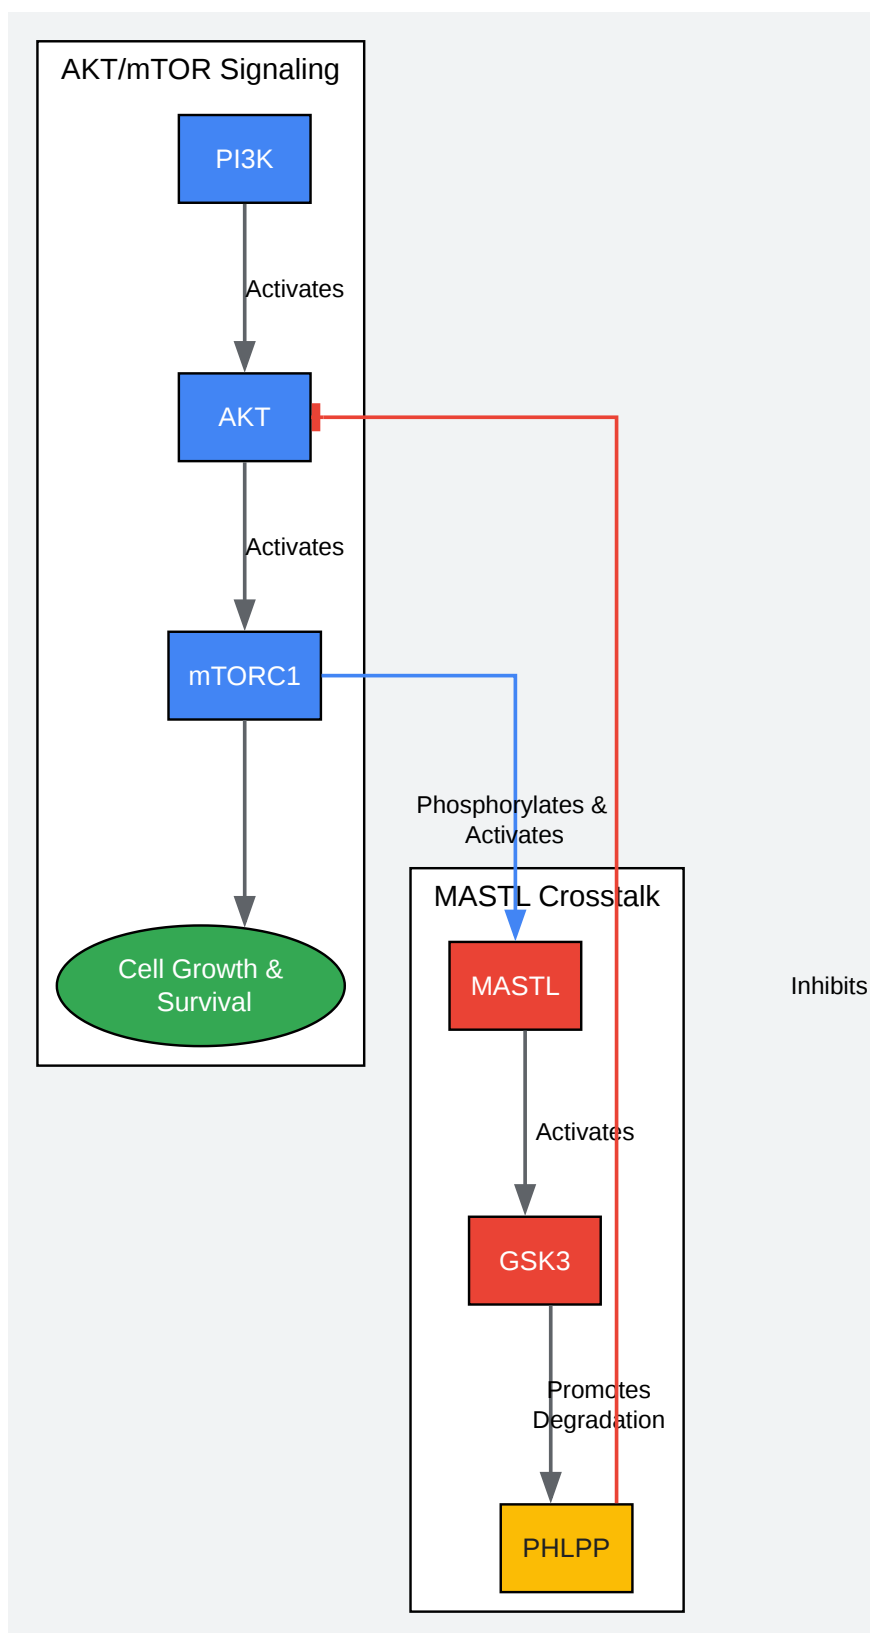 AKT/mTOR Signaling
PI3K
Activates
AKT
Activates
mTORC1
Phosphorylates &
Activates
MASTL Crosstalk
Cell Growth &
Survival
MASTL
Inhibits
Activates
GSK3
Promotes
Degradation
PHLPP